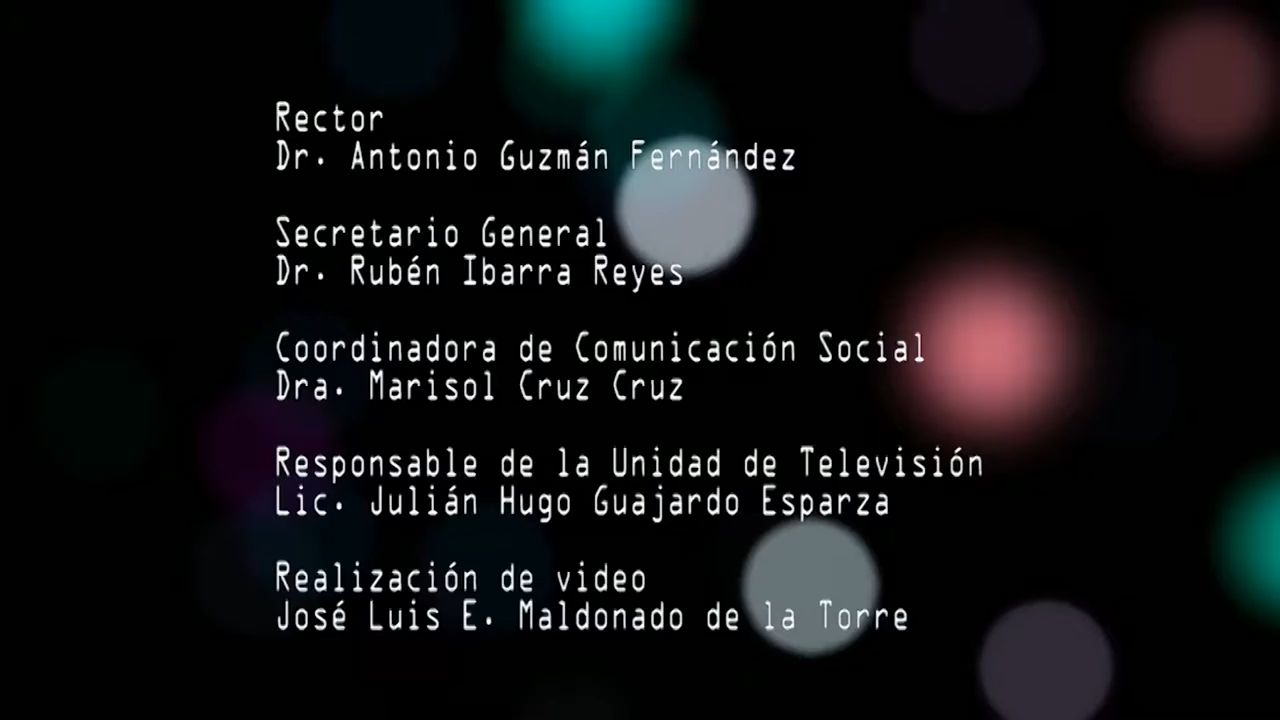 Rector
Dr. Antonio Guzmán Fernández
Secretario General
Dr. Rubén Ibarra Reyes
Coordinadora de Comunicación Social
Dra. Marisol Cruz Cruz
Responsable de la Unidad de Televisión
Lic. Julián Hugo Guajardo Esparza
Realización de video
José Luis E. Maldonado de la Torre